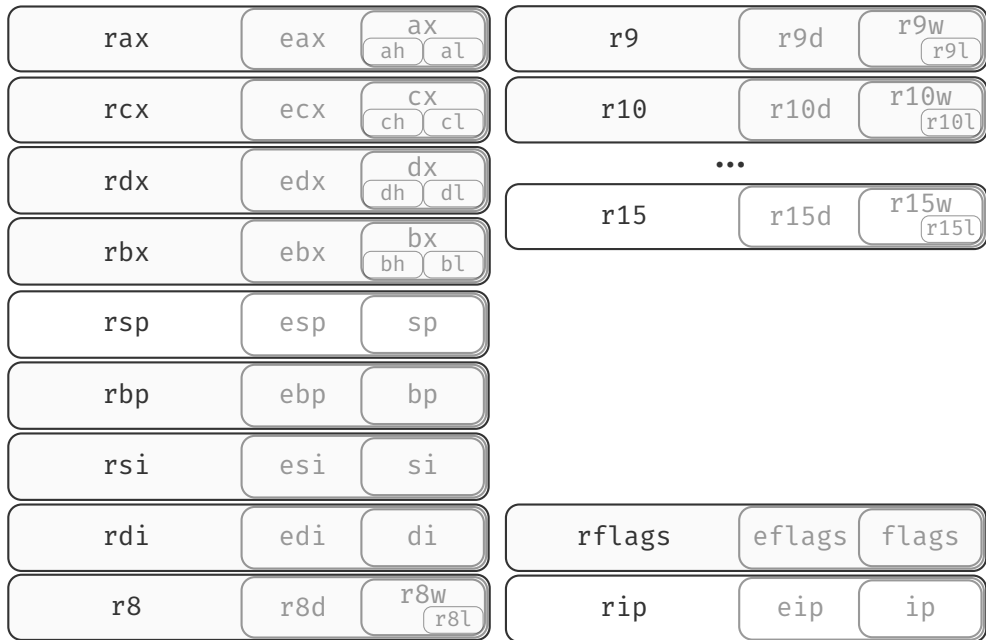 rax eax ax
ah al
rcx ecx cx
ch cl
rdx edx dx
dh dl
rbx ebx bx
bh bl
rsp esp sp
rbp ebp bp
rsi esi si
rdi edi di
r8 r8d r8w
r8l
r9 r9d r9w
r9l
r10 r10d r10w
r10l
...
r15 r15d r15w
r15l
rflags eflags flags
rip eip ip